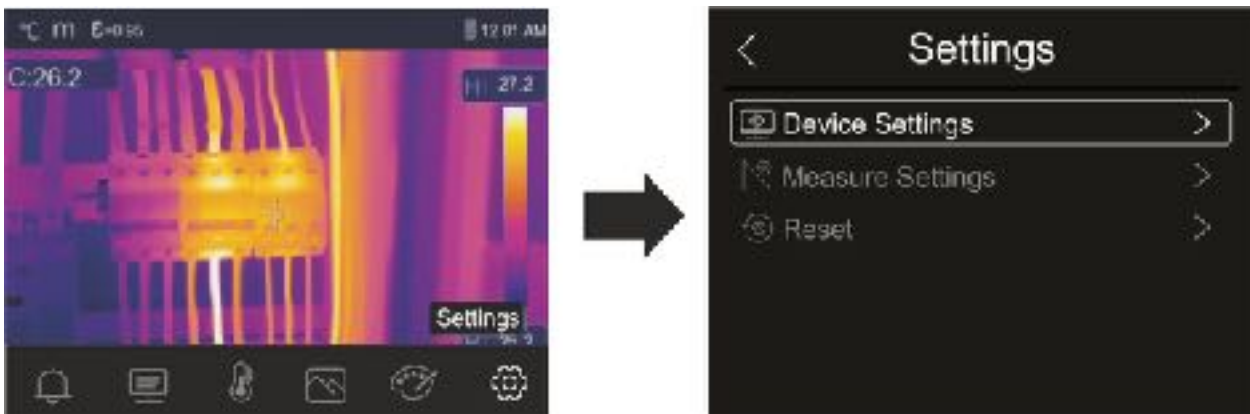 °C m ε=0.95 12:01 AM
C:26.2
27.2
Settings
Settings
Device Settings
Measure Settings
Reset